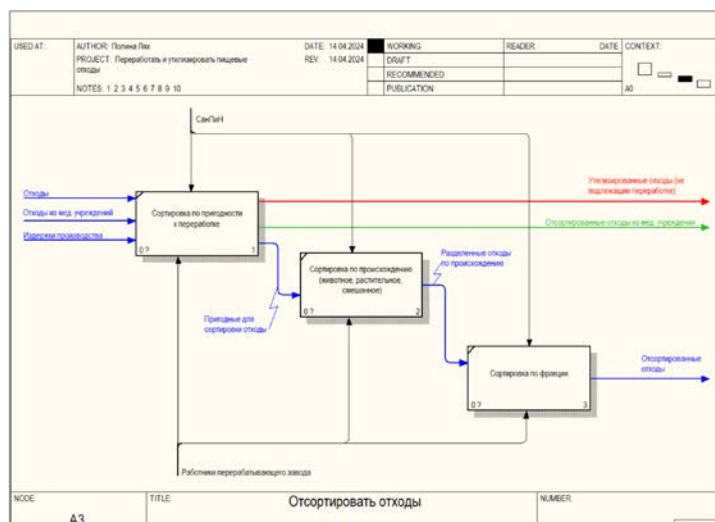 USED AT:
AUTHOR: Полина Лях
DATE: 14.04.2024
WORKING
READER:
DATE
CONTEXT:
PROJECT: Переработать и утилизировать пищевые
отходы
REV: 14.04.2024
DRAFT
RECOMMENDED
NOTES: 1 2 3 4 5 6 7 8 9 10
PUBLICATION
A0
СанПиН
Отходы
Отходы из мед. учреждений
Издержки производства
Сортировка по пригодности
к переработке
0 ?
1
Утилизированные отходы (не
подлежащие переработке)
Отсортированные отходы из мед. учреждения
Пригодные для
сортировки отходы
Сортировка по происхождению
(животное, растительное,
смешанное)
0 ?
2
Разделенные отходы
по происхождению
Сортировка по фракции
0 ?
3
Отсортированные
отходы
Работники перерабатывающего завода
NODE:
TITLE:
Отсортировать отходы
NUMBER:
A3